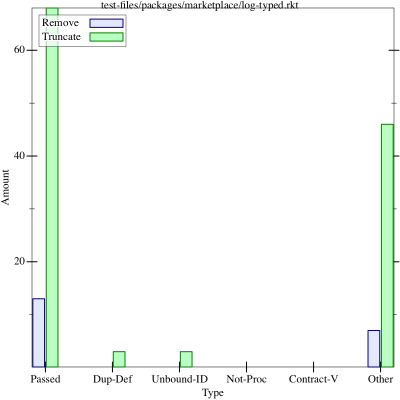 test-files/packages/marketplace/log-typed.rkt
Remove
Truncate
60
40
20
Amount
Passed Dup-Def Unbound-ID Not-Proc Contract-V Other
Type